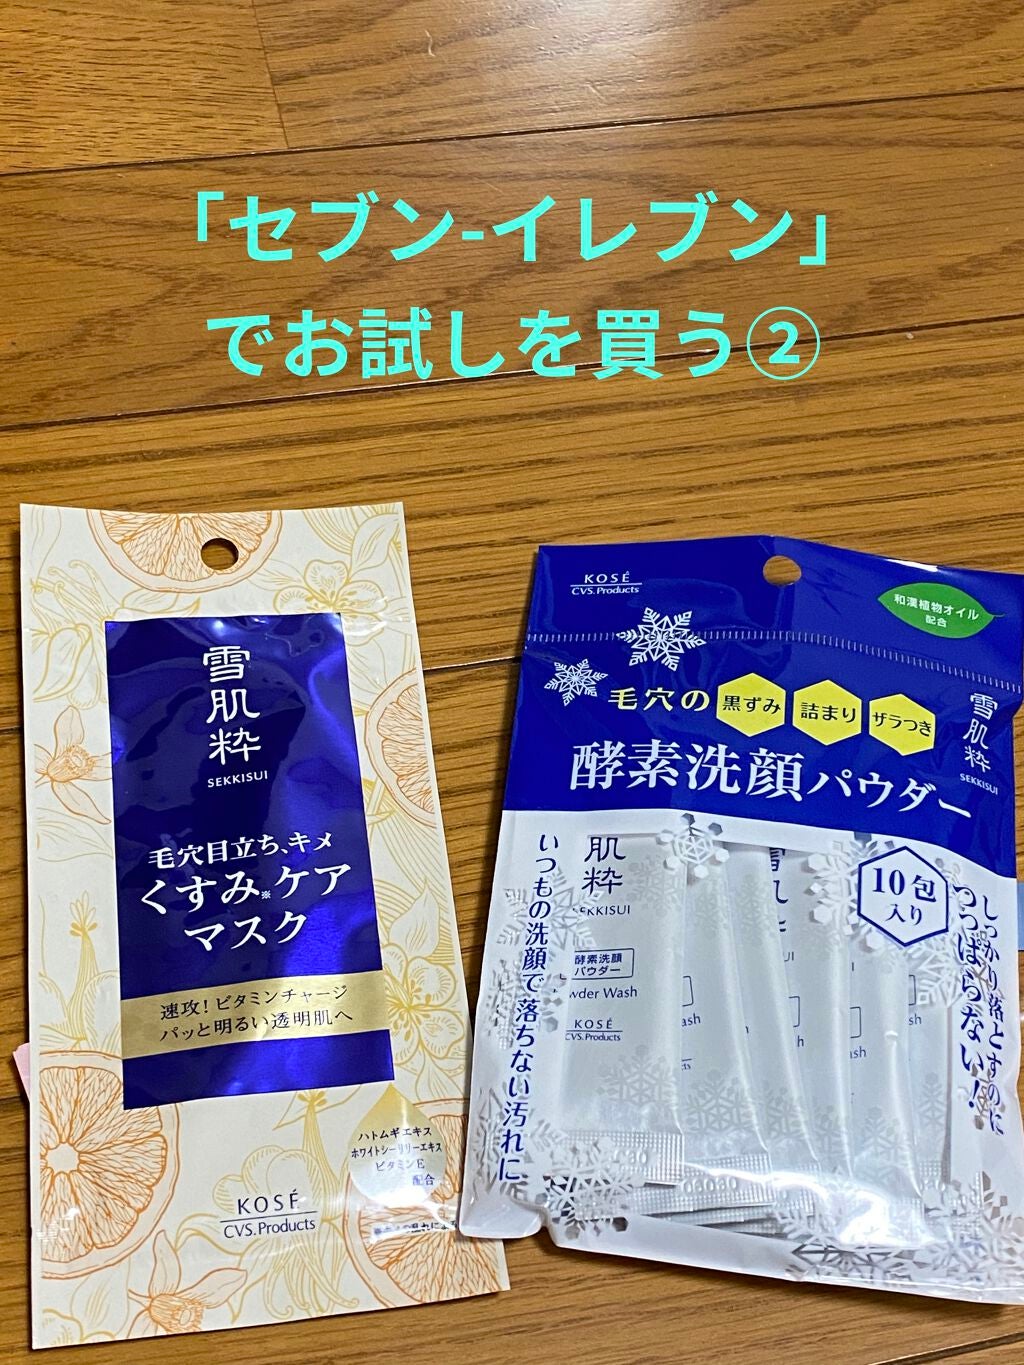 「セブン-イレブン」
でお試しを買う②
雪肌粋
SEKKISUI
毛穴目立ち、キメ
くすみ※ケア
マスク
速攻！ビタミンチャージ
パッと明るい透明肌へ
ハトムギエキス
ホワイトシーリリーエキス
ビタミンE
配合
KOSÉ
CVS.Products
KOSÉ
CVS.Products
和漢植物オイル
配合
毛穴の
黒ずみ
詰まり
ザラつき
雪肌粋
SEKKISUI
酵素洗顔パウダー
いつもの洗顔で落ちない汚れに
10包
入り
しっかり落とすのに
つっぱらない！
肌粋
SEKKISUI
酵素洗顔
パウダー
wder Wash
KOSÉ
CVS.Products